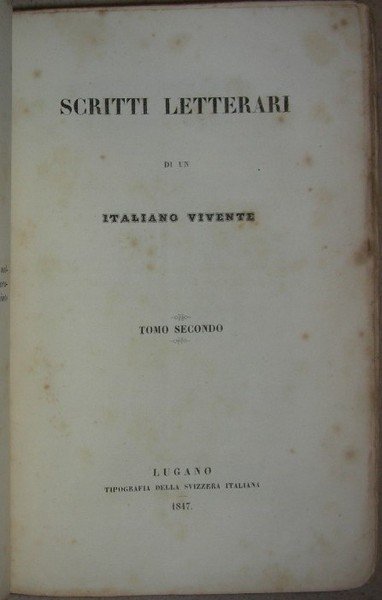 SCRITTI LETTERARI
DI UN
ITALIANO VIVENTE
TOMO SECONDO
LUGANO
TIPOGRAFIA DELLA SVIZZERA ITALIANA
1847.